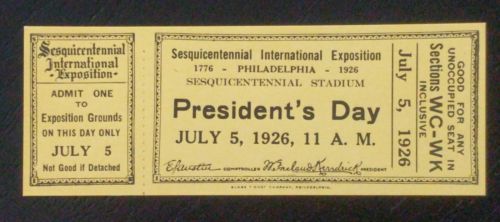 Sesquicentennial
International
Exposition
ADMIT ONE
TO
Exposition Grounds
ON THIS DAY ONLY
JULY 5
Not Good if Detached
Sesquicentennial International Exposition
1776 - PHILADELPHIA - 1926
SESQUICENTENNIAL STADIUM
President's Day
JULY 5, 1926, 11 A. M.
COMPTROLLER W. Freeland Kendrick PRESIDENT
July 5, 1926
GOOD FOR ANY
UNOCCUPIED SEAT IN
Sections WC-WK
INCLUSIVE